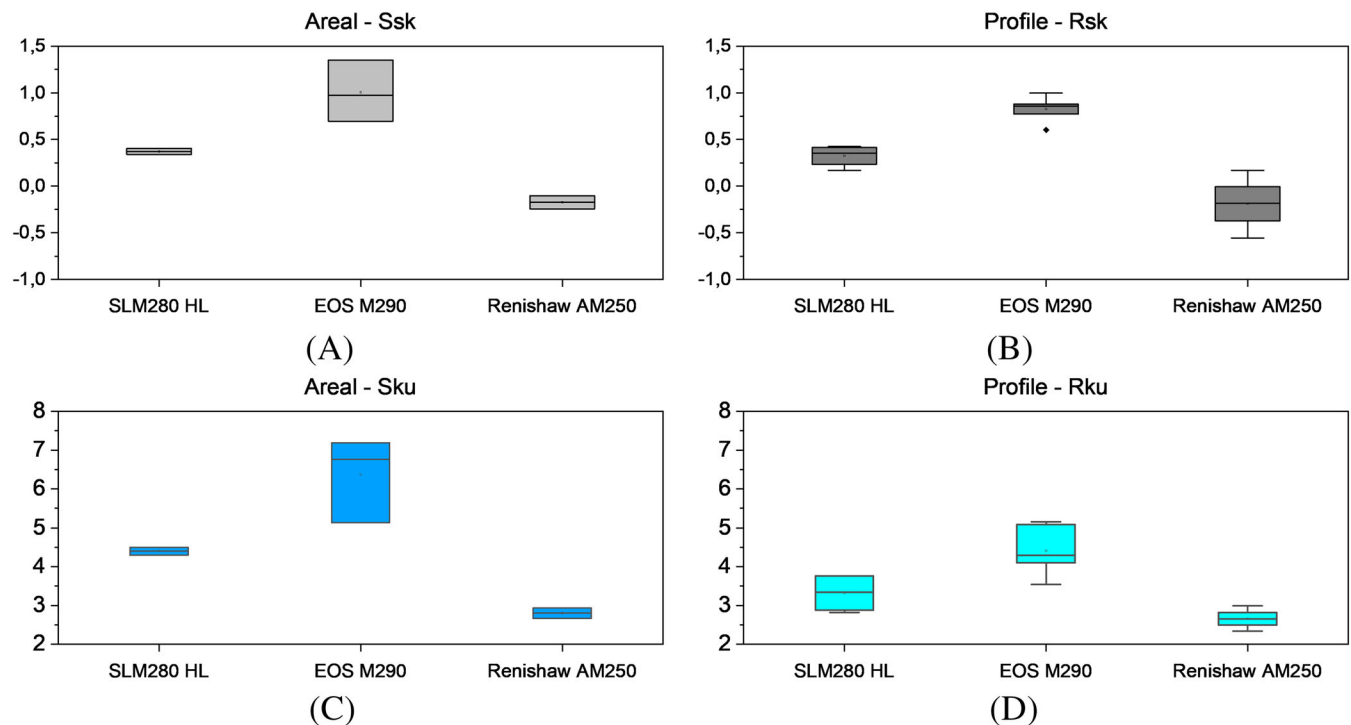 Areal - Ssk
1,5
1,0
0,5
0,0
-0,5
-1,0
SLM280 HL EOS M290 Renishaw AM250
(A)
Profile - Rsk
1,5
1,0
0,5
0,0
-0,5
-1,0
SLM280 HL EOS M290 Renishaw AM250
(B)
Areal - Sku
8
7
6
5
4
3
2
SLM280 HL EOS M290 Renishaw AM250
(C)
Profile - Rku
8
7
6
5
4
3
2
SLM280 HL EOS M290 Renishaw AM250
(D)